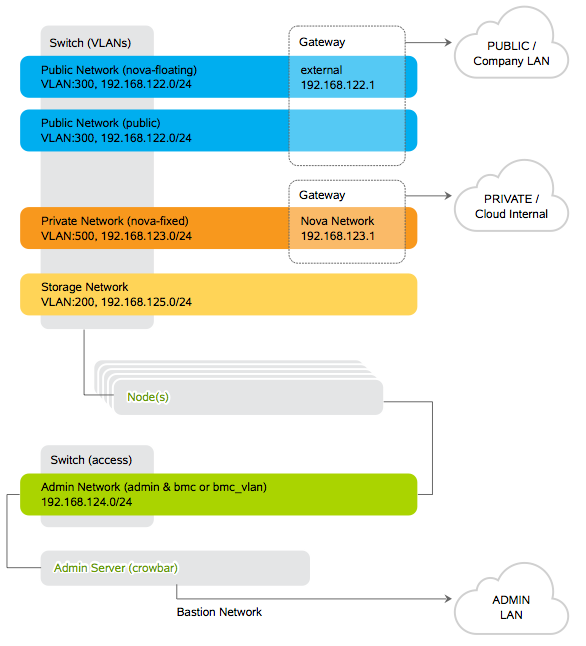 Switch (VLANs)
Gateway
PUBLIC /
Company LAN
Public Network (nova-floating)
VLAN:300, 192.168.122.0/24
external
192.168.122.1
Public Network (public)
VLAN:300, 192.168.122.0/24
Gateway
PRIVATE /
Cloud Internal
Private Network (nova-fixed)
VLAN:500, 192.168.123.0/24
Nova Network
192.168.123.1
Storage Network
VLAN:200, 192.168.125.0/24
Node(s)
Switch (access)
Admin Network (admin & bmc or bmc_vlan)
192.168.124.0/24
Admin Server (crowbar)
Bastion Network
ADMIN
LAN